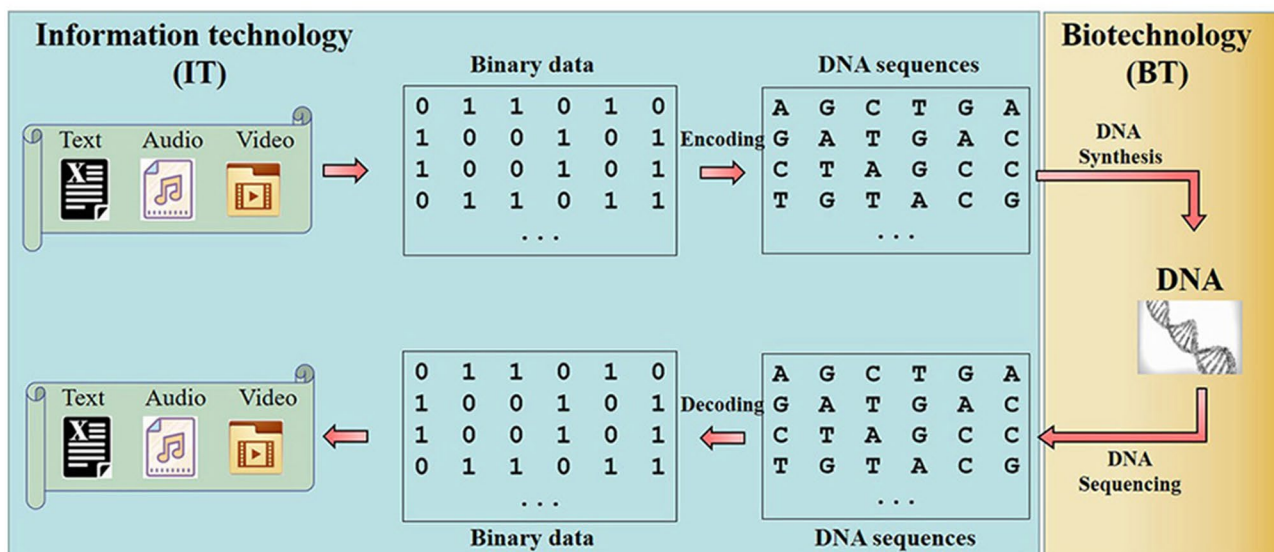 Information technology
(IT)
Biotechnology
(BT)
Binary data
DNA sequences
Text Audio Video
X
0 1 1 0 1 0
1 0 0 1 0 1
1 0 0 1 0 1
0 1 1 0 1 1
...
Encoding
A G C T G A
G A T G A C
C T A G C C
T G T A C G
...
DNA
Synthesis
DNA
Text Audio Video
X
0 1 1 0 1 0
1 0 0 1 0 1
1 0 0 1 0 1
0 1 1 0 1 1
...
Decoding
A G C T G A
G A T G A C
C T A G C C
T G T A C G
...
DNA
Sequencing
Binary data
DNA sequences